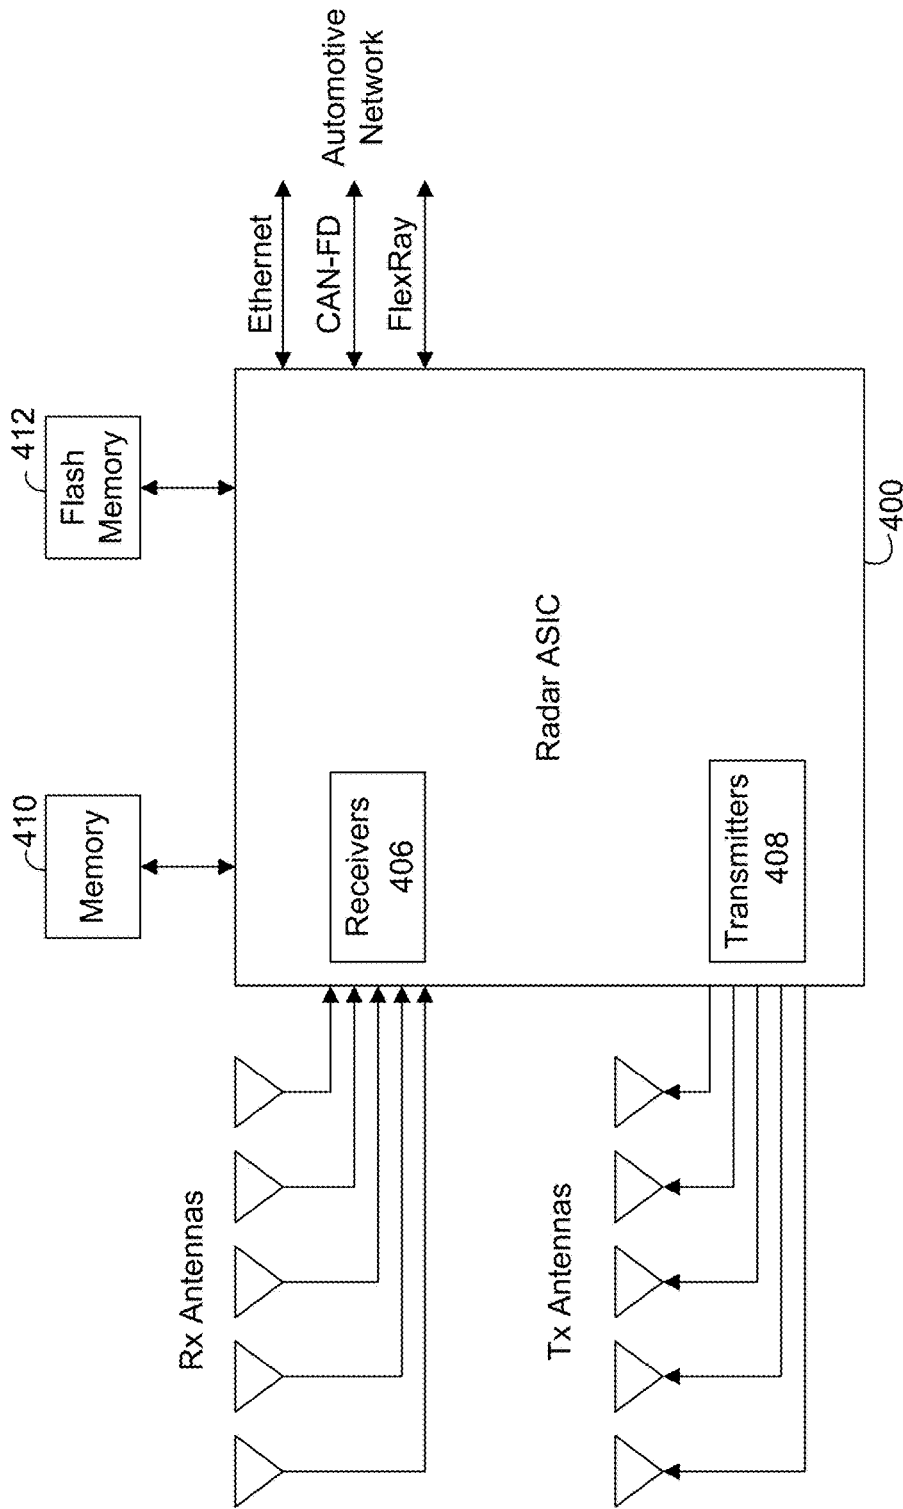 410
Memory
412
Flash
Memory
Rx Antennas
Receivers
406
Ethernet
CAN-FD
FlexRay
Automotive
Network
Radar ASIC
Tx Antennas
Transmitters
408
400